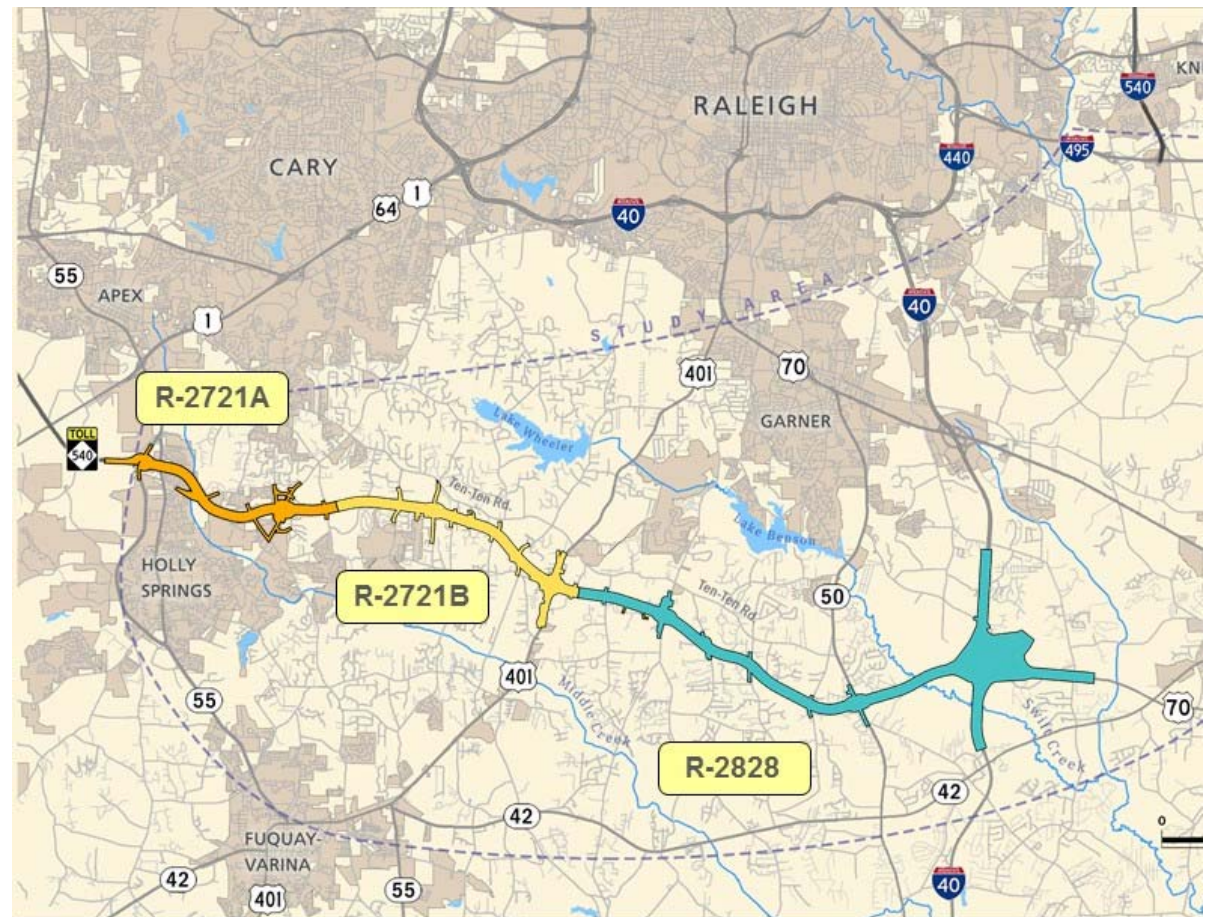 RALEIGH
KN
540
CARY
440
495
1
64
40
55
APEX
STUDY AREA
40
1
401
70
R-2721A
GARNER
Lake Wheeler
TOLL
540
Ten-Ten Rd.
Lake Benson
HOLLY
SPRINGS
R-2721B
50
Ten-Ten Rd.
401
Middle Creek
55
Swift Creek
70
R-2828
42
42
0
FUQUAY-
VARINA
42
55
401
40